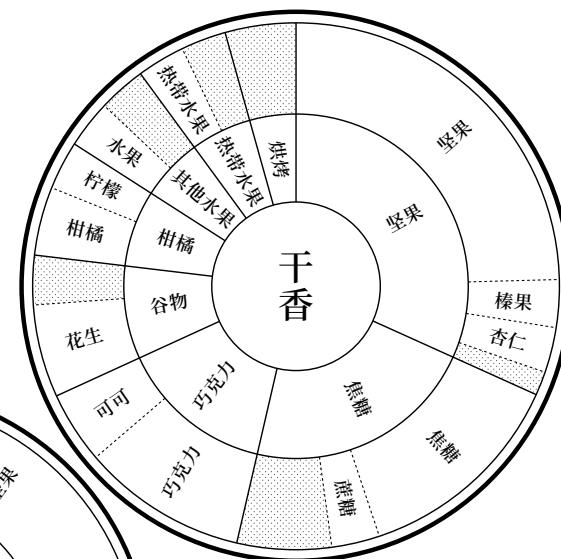 干
香
坚果
焦糖
巧克力
谷物
柑橘
其他水果
热带水果
烘烤
坚果
榛果
杏仁
焦糖
蔗糖
巧克力
可可
花生
柑橘
柠檬
水果
热带水果